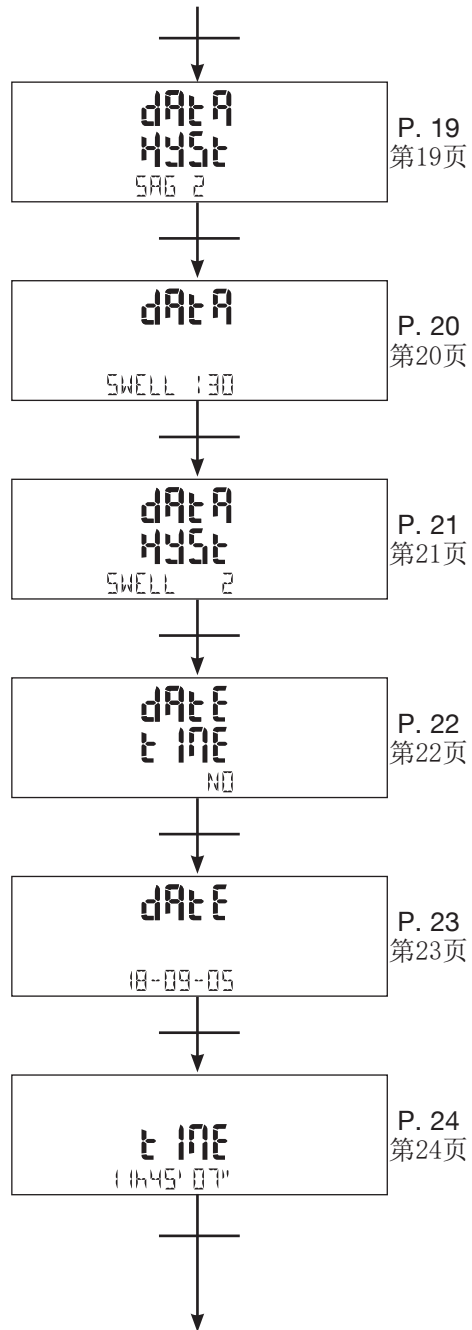 dAtA
HYSt
SAG 2
P. 19
第19页
dAtA
SWELL 130
P. 20
第20页
dAtA
HYSt
SWELL 2
P. 21
第21页
dAtE
tIME
NO
P. 22
第22页
dAtE
18-09-05
P. 23
第23页
tIME
11h45'07"
P. 24
第24页